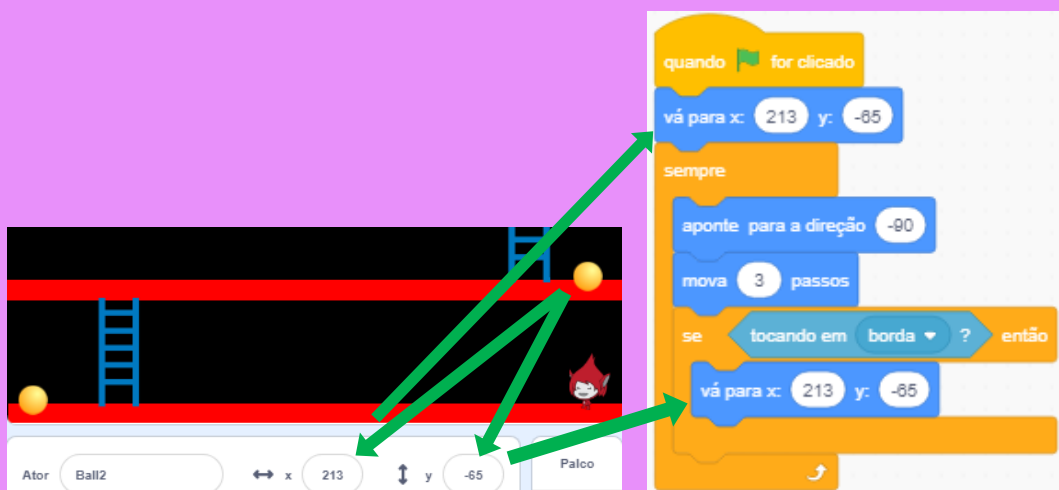 quando for clicado
vá para x: 213 y: -65
sempre
aponte para a direção -90
mova 3 passos
se tocando em borda ? então
vá para x: 213 y: -65
Ator Ball2 x 213 y -65 Palco